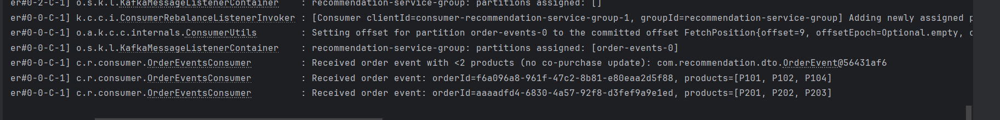 er#0-2-C-1] o.s.k.l.KafkaMessageListenerContainer : recommendation-service-group: partitions assigned: []
er#0-0-C-1] k.c.c.i.ConsumerRebalanceListenerInvoker : [Consumer clientId=consumer-recommendation-service-group-1, groupId=recommendation-service-group] Adding newly assigned p
er#0-0-C-1] o.a.k.c.c.internals.ConsumerUtils : Setting offset for partition order-events-0 to the committed offset FetchPosition{offset=9, offsetEpoch=Optional.empty, c
er#0-0-C-1] o.s.k.l.KafkaMessageListenerContainer : recommendation-service-group: partitions assigned: [order-events-0]
er#0-0-C-1] c.r.consumer.OrderEventsConsumer : Received order event with <2 products (no co-purchase update): com.recommendation.dto.OrderEvent@56431af6
er#0-0-C-1] c.r.consumer.OrderEventsConsumer : Received order event: orderId=f6a096a8-961f-47c2-8b81-e80eaa2d5f88, products=[P101, P102, P104]
er#0-0-C-1] c.r.consumer.OrderEventsConsumer : Received order event: orderId=aaaadfd4-6830-4a57-92f8-d3fef9a9e1ed, products=[P201, P202, P203]